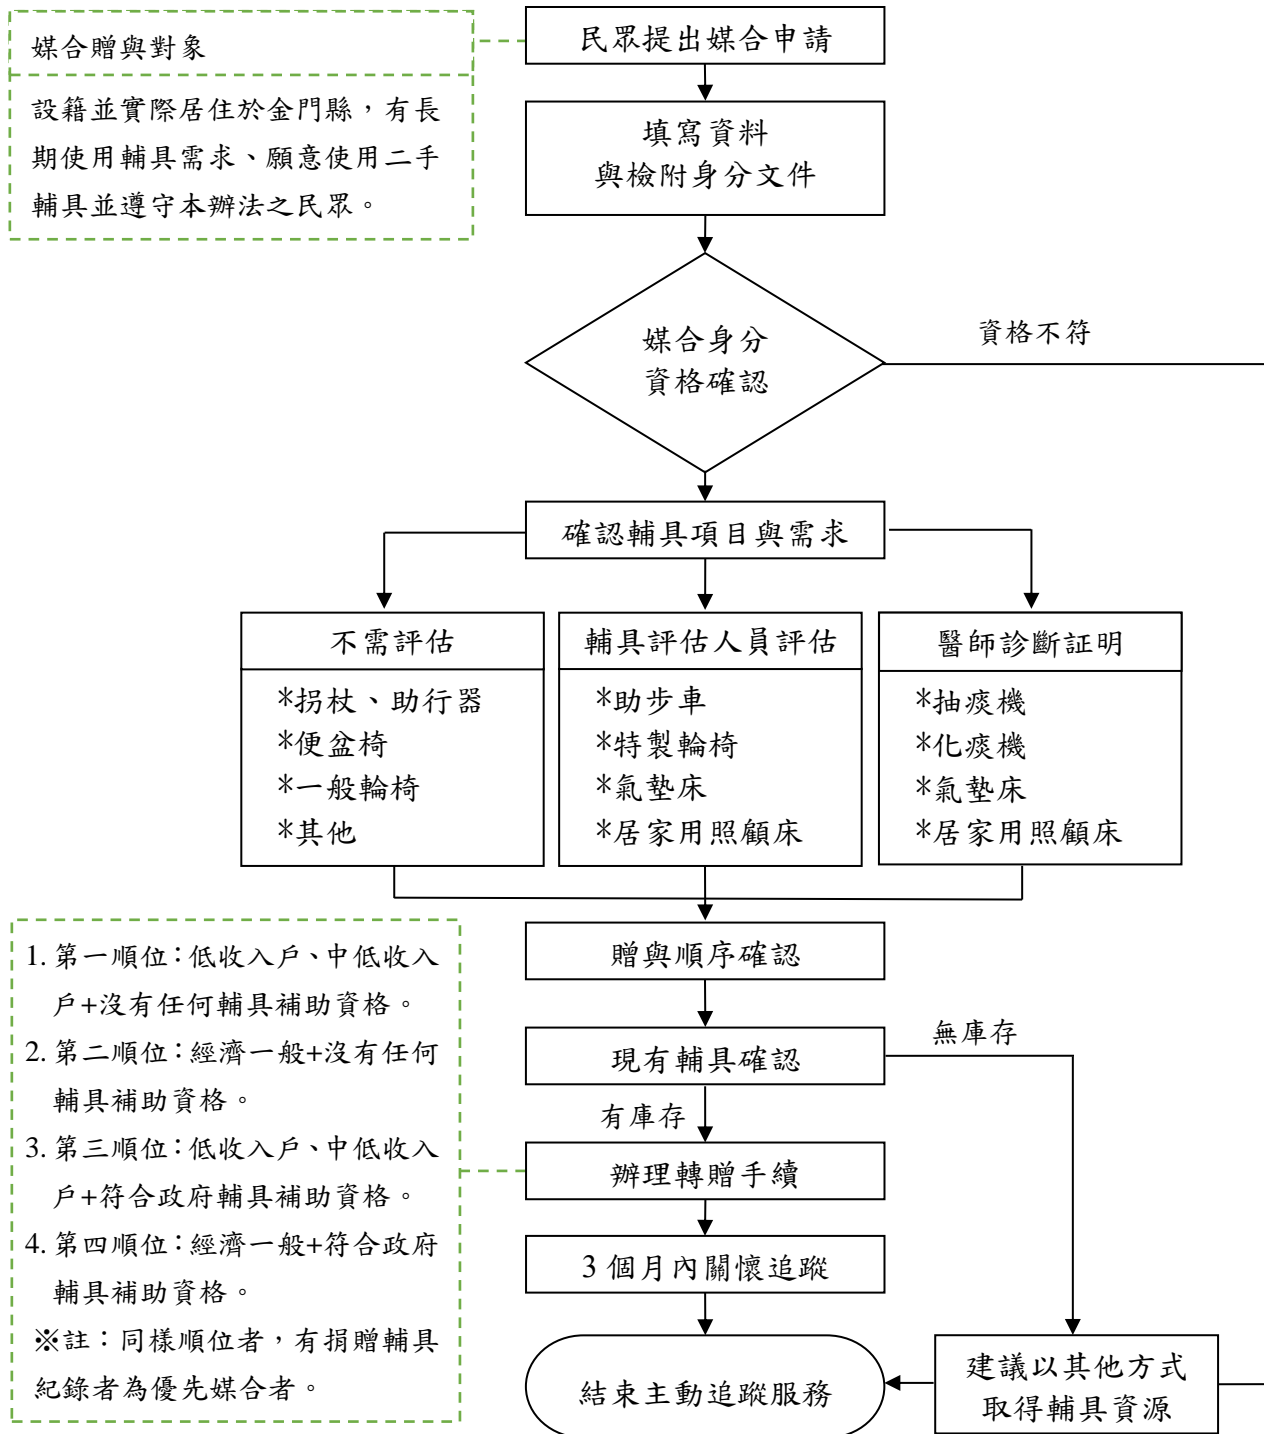 媒合贈與對象
設籍並實際居住於金門縣，有長
期使用輔具需求、願意使用二手
輔具並遵守本辦法之民眾。
民眾提出媒合申請
填寫資料
與檢附身分文件
媒合身分
資格確認
資格不符
確認輔具項目與需求
不需評估
*拐杖、助行器
*便盆椅
*一般輪椅
*其他
輔具評估人員評估
*助步車
*特製輪椅
*氣墊床
*居家用照顧床
醫師診斷証明
*抽痰機
*化痰機
*氣墊床
*居家用照顧床
贈與順序確認
現有輔具確認
無庫存
有庫存
辦理轉贈手續
1. 第一順位：低收入戶、中低收入
戶+沒有任何輔具補助資格。
2. 第二順位：經濟一般+沒有任何
輔具補助資格。
3. 第三順位：低收入戶、中低收入
戶+符合政府輔具補助資格。
4. 第四順位：經濟一般+符合政府
輔具補助資格。
※註：同樣順位者，有捐贈輔具
紀錄者為優先媒合者。
3 個月內關懷追蹤
結束主動追蹤服務
建議以其他方式
取得輔具資源